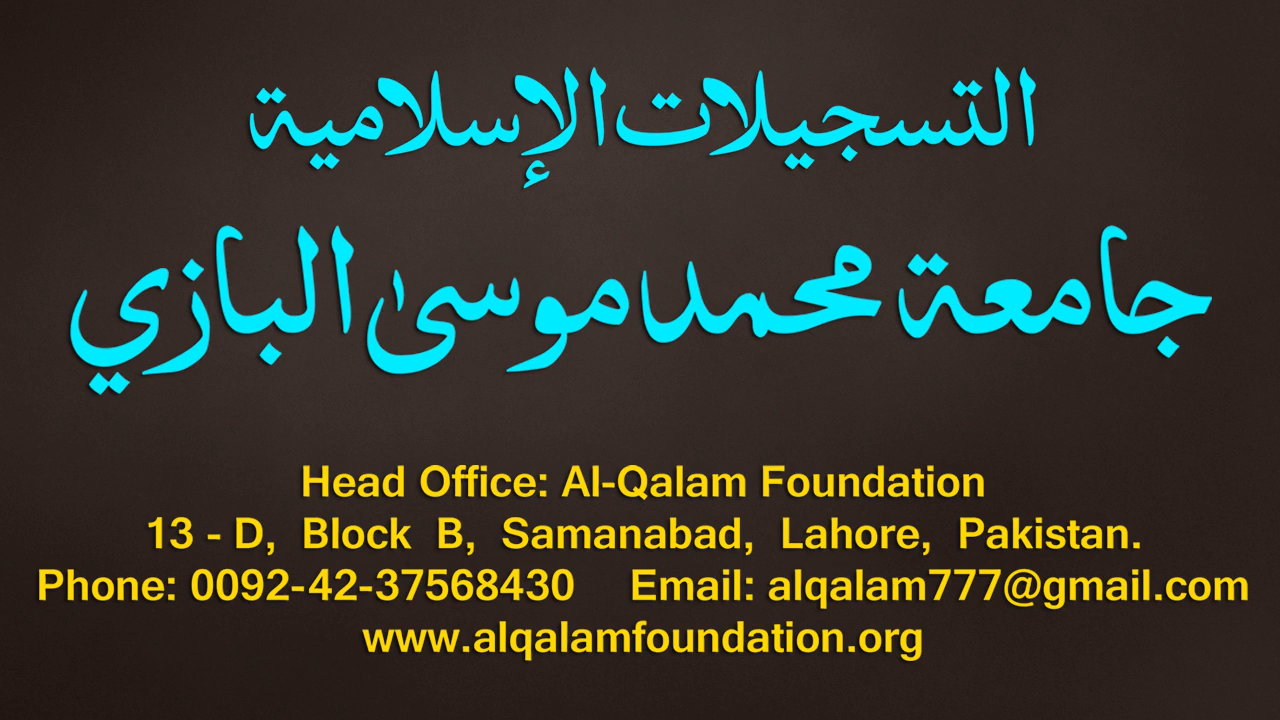 التسجيلات الإسلامية
جامعة محمد موسىٰ البازي
Head Office: Al-Qalam Foundation
13 - D, Block B, Samanabad, Lahore, Pakistan.
Phone: 0092-42-37568430 Email: alqalam777@gmail.com
www.alqalamfoundation.org